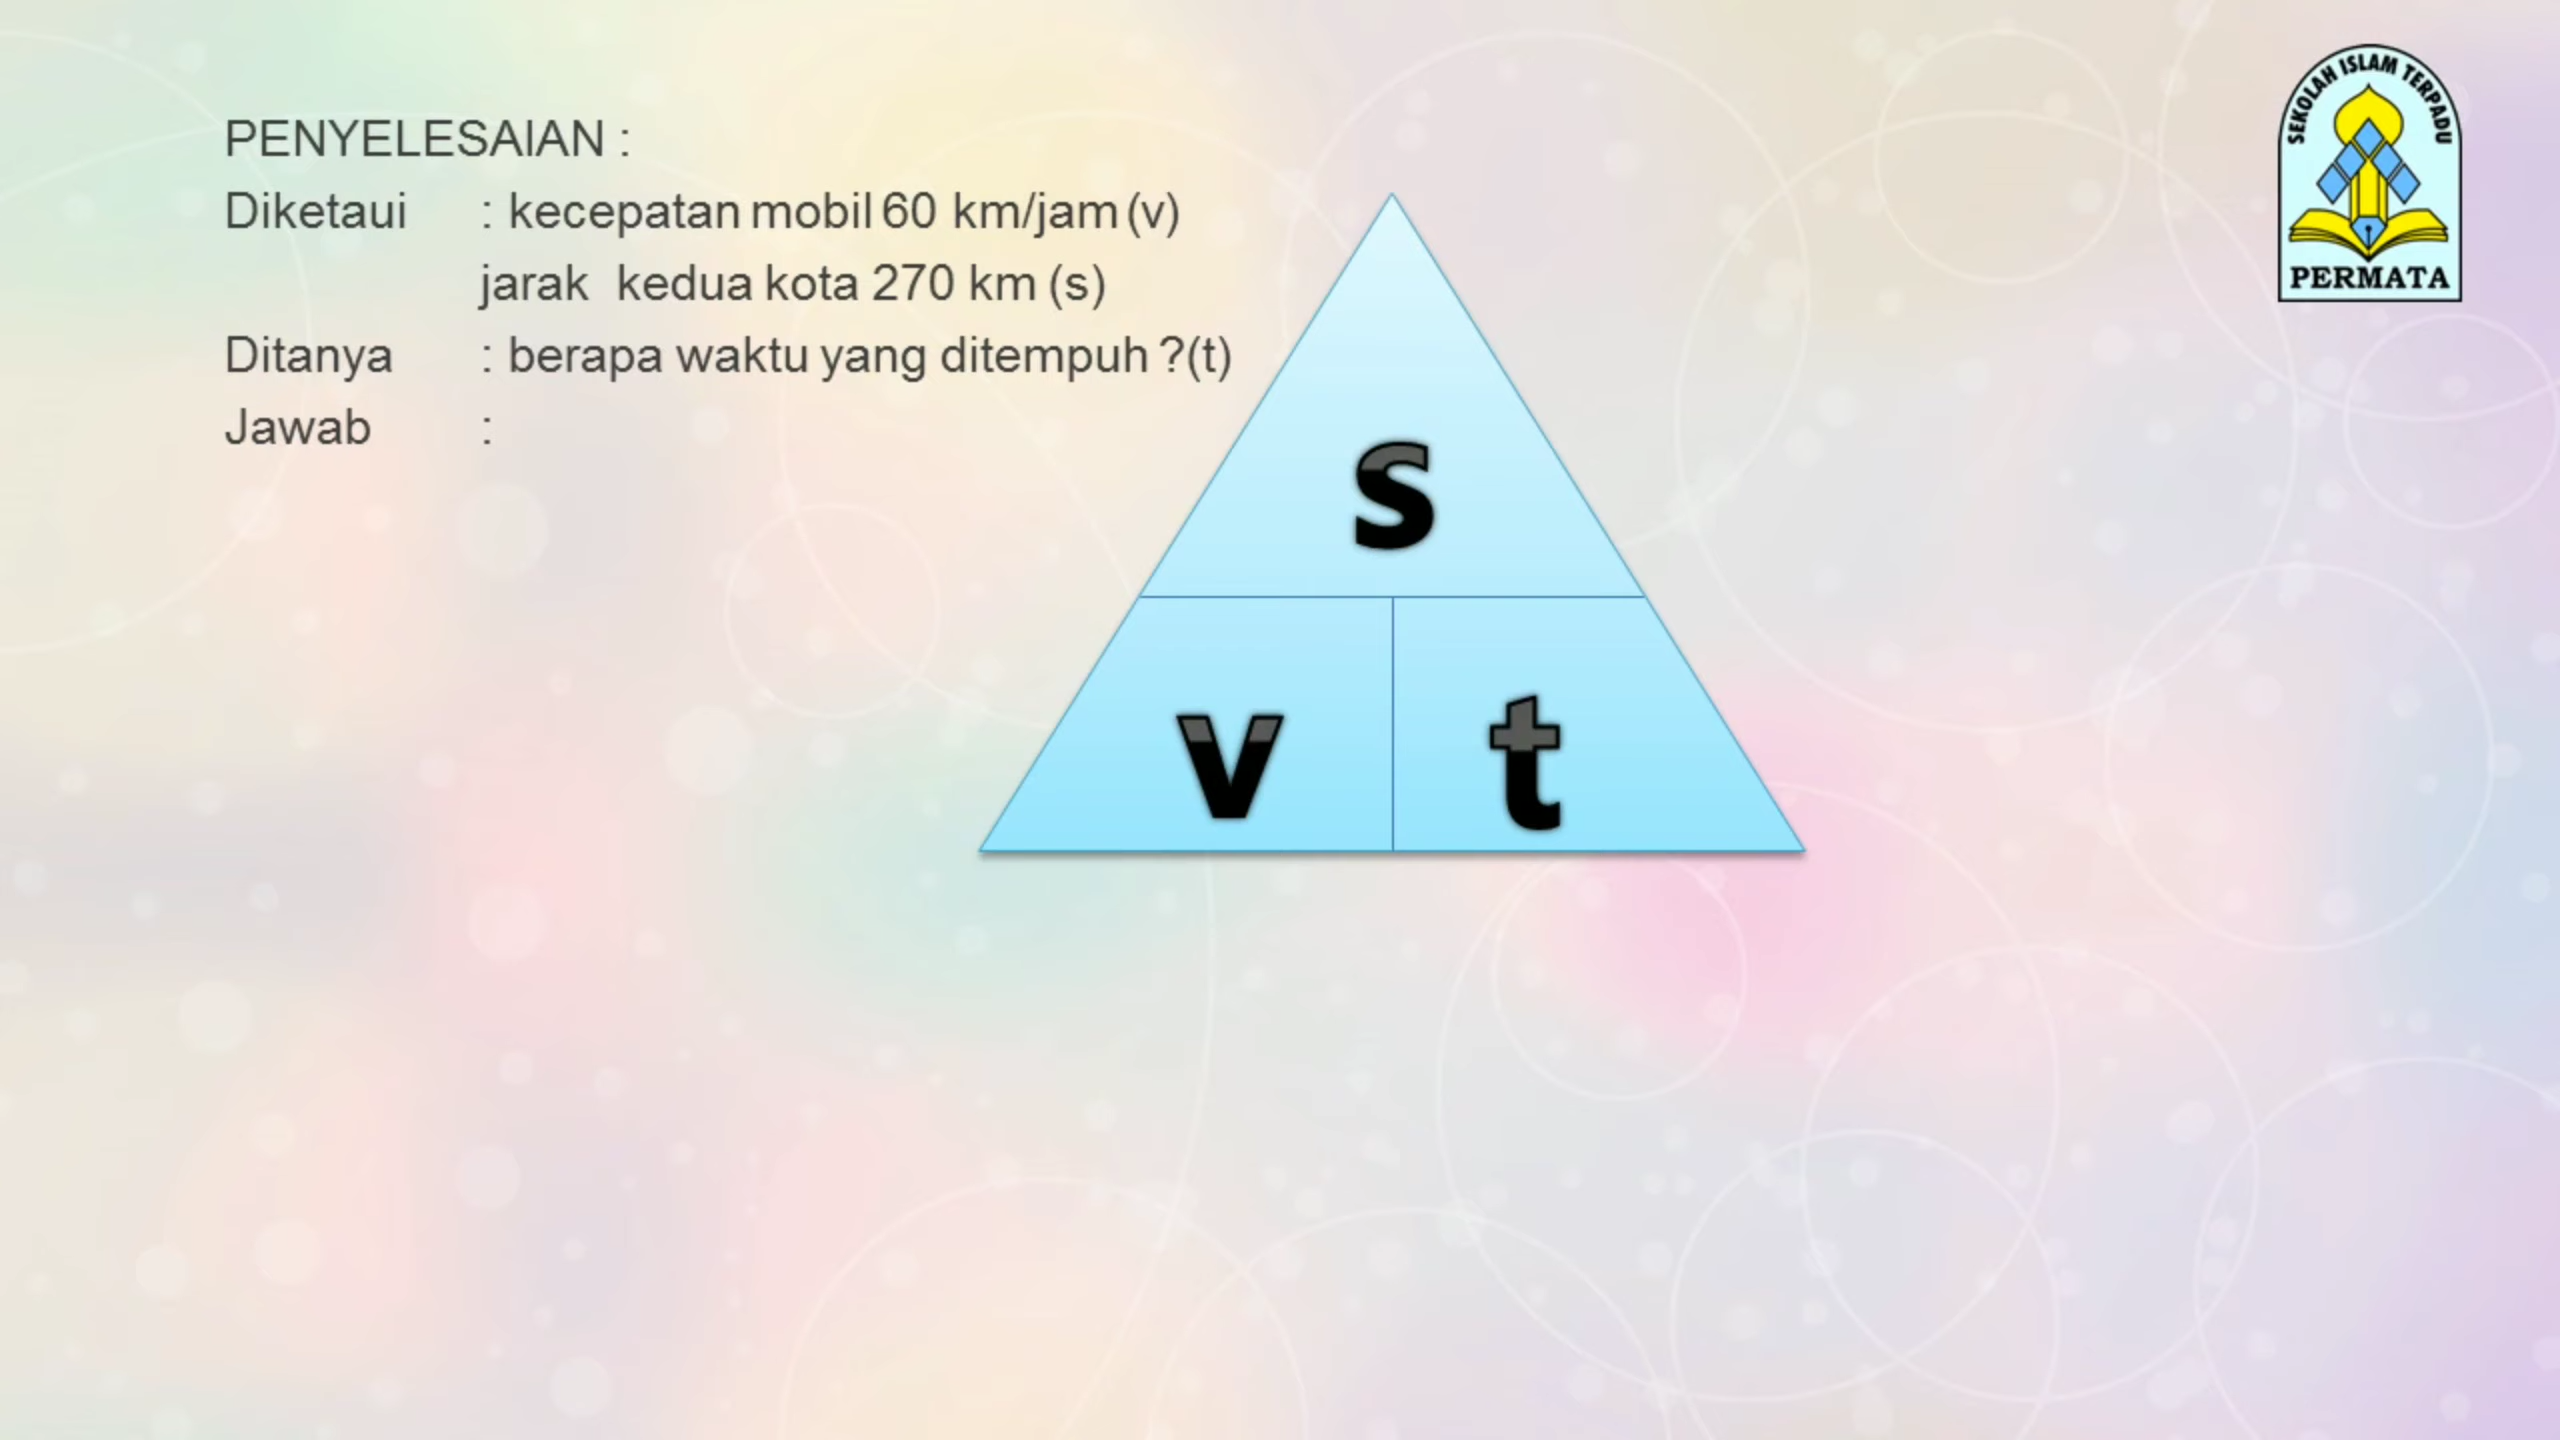 PENYELESAIAN :
Diketaui : kecepatan mobil 60 km/jam (v)
jarak kedua kota 270 km (s)
Ditanya : berapa waktu yang ditempuh ?(t)
Jawab :
s
v t
SEKOLAH ISLAM TERPADU
PERMATA